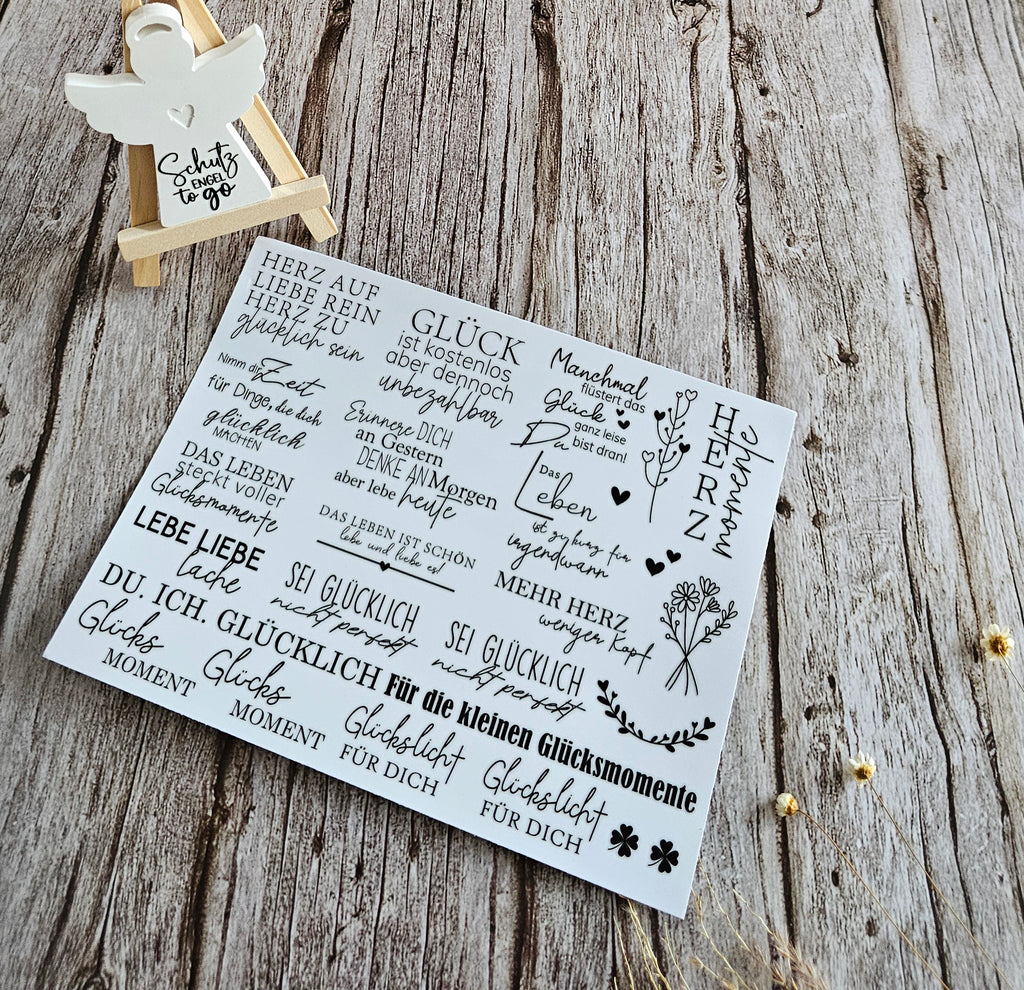 Schutz
ENGEL
to go
HERZ AUF
LIEBE REIN
HERZ ZU
glücklich sein
GLÜCK
ist kostenlos
aber dennoch
unbezahlbar
Manchmal
flüstert das
Glück
ganz leise
Du bist dran!
HERZ
momente
Nimm dir Zeit
für Dinge, die dich
glücklich
MACHEN
Erinnere DICH
an Gestern
DENKE AN Morgen
aber lebe heute
Das
Leben
ist zu kurz für
irgendwann
DAS LEBEN
steckt voller
Glücksmomente
DAS LEBEN IST SCHÖN
lebe und liebe es!
MEHR HERZ
weniger Kopf
LEBE LIEBE
lache
SEI GLÜCKLICH
nicht perfekt
SEI GLÜCKLICH
nicht perfekt
DU. ICH. GLÜCKLICH
Für die kleinen Glücksmomente
Glücks
MOMENT
Glücks
MOMENT
Glückslicht
FÜR DICH
Glückslicht
FÜR DICH